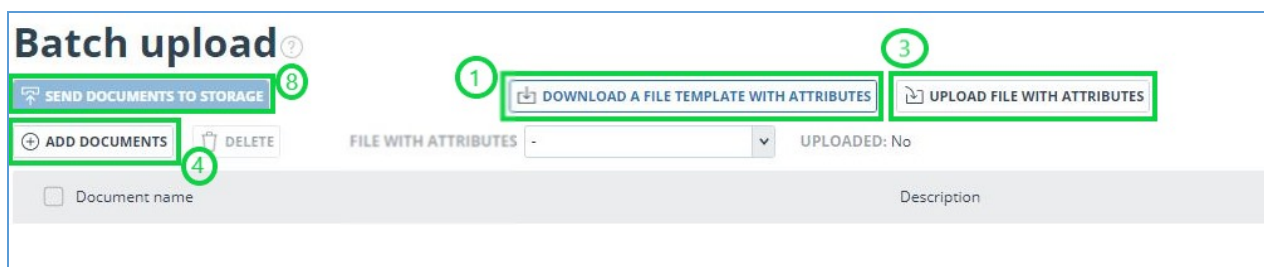 Batch upload ?
3
SEND DOCUMENTS TO STORAGE 8 1 DOWNLOAD A FILE TEMPLATE WITH ATTRIBUTES UPLOAD FILE WITH ATTRIBUTES
ADD DOCUMENTS DELETE FILE WITH ATTRIBUTES - UPLOADED: No
4
Document name Description